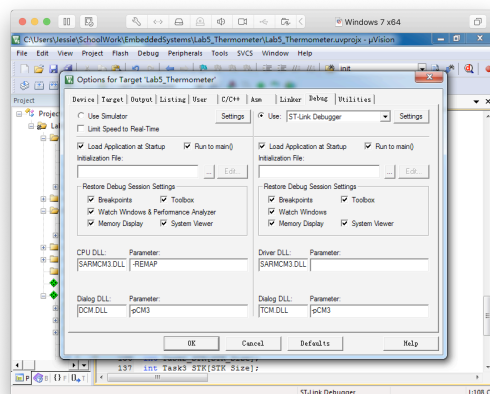 Windows 7 x64
C:\Users\Jessie\SchoolWork\EmbeddedSystems\Lab5_Thermometer\Lab5_Thermometer.uvprojx - µVision
File Edit View Project Flash Debug Peripherals Tools SVCS Window Help
init
Project
Options for Target 'Lab5_Thermometer'
Device Target Output Listing User C/C++ Asm Linker Debug Utilities
Use Simulator Settings
Limit Speed to Real-Time
Use: ST-Link Debugger Settings
Load Application at Startup Run to main()
Initialization File:
... Edit...
Load Application at Startup Run to main()
Initialization File:
... Edit...
Restore Debug Session Settings
Breakpoints Toolbox
Watch Windows & Performance Analyzer
Memory Display System Viewer
Restore Debug Session Settings
Breakpoints Toolbox
Watch Windows
Memory Display System Viewer
CPU DLL: Parameter:
SARMCM3.DLL -REMAP
Driver DLL: Parameter:
SARMCM3.DLL
Dialog DLL: Parameter:
DCM.DLL -pCM3
Dialog DLL: Parameter:
TCM.DLL -pCM3
OK Cancel Defaults Help
137 int Task3 STK[STK Size];
ST-Link Debugger